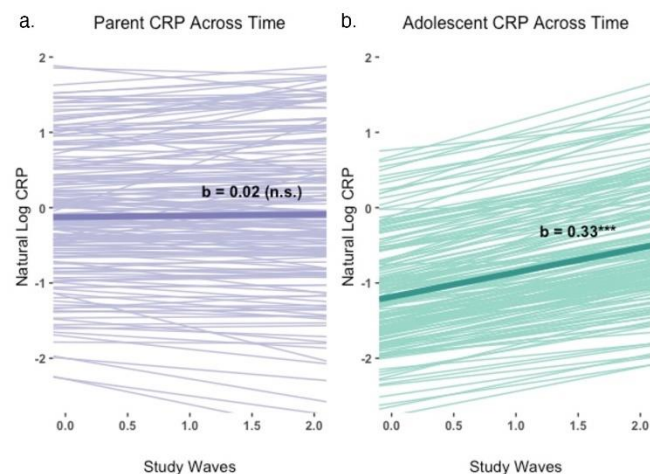 a.
Parent CRP Across Time
Natural Log CRP
2
1
0
-1
-2
b = 0.02 (n.s.)
0.0 0.5 1.0 1.5 2.0
Study Waves
b.
Adolescent CRP Across Time
Natural Log CRP
2
1
0
-1
-2
b = 0.33***
0.0 0.5 1.0 1.5 2.0
Study Waves